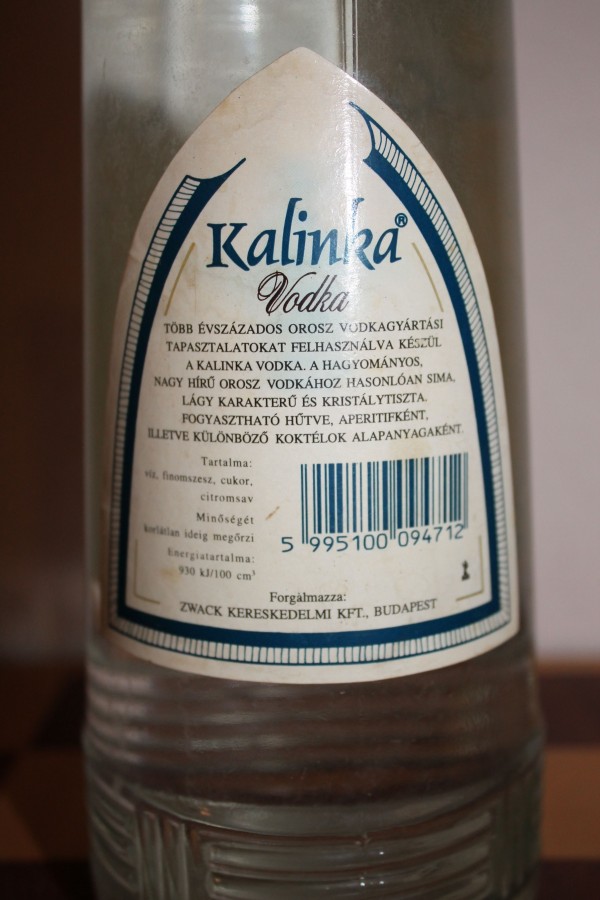 Kalinka®
Vodka
TÖBB ÉVSZÁZADOS OROSZ VODKAGYÁRTÁSI
TAPASZTALATOKAT FELHASZNÁLVA KÉSZÜL
A KALINKA VODKA. A HAGYOMÁNYOS,
NAGY HÍRŰ OROSZ VODKÁHOZ HASONLÓAN SIMA,
LÁGY KARAKTERŰ ÉS KRISTÁLYTISZTA.
FOGYASZTHATÓ HŰTVE, APERITIFKÉNT,
ILLETVE KÜLÖNBÖZŐ KOKTÉLOK ALAPANYAGAKÉNT.
Tartalma:
víz, finomszesz, cukor,
citromsav
Minőségét
korlátlan ideig megőrzi
Energiatartalma:
930 kJ/100 cm³
5 995100 094712
Forgalmazza:
ZWACK KERESKEDELMI KFT., BUDAPEST